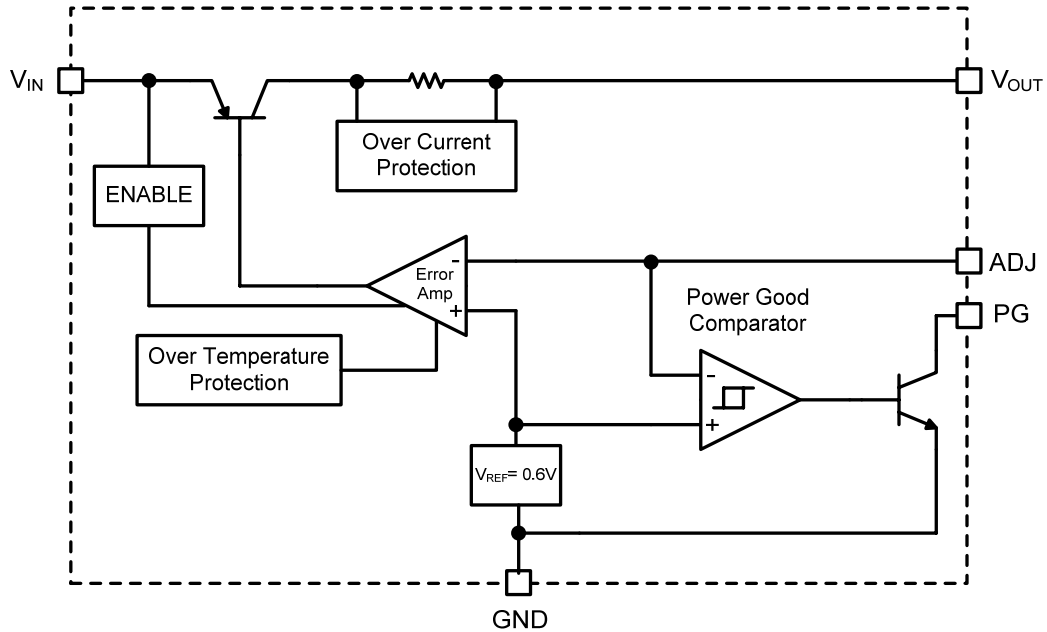 VIN
VOUT
Over Current
Protection
ENABLE
-
Error
Amp
+
ADJ
Power Good
Comparator
PG
Over Temperature
Protection
-
+
VREF= 0.6V
GND